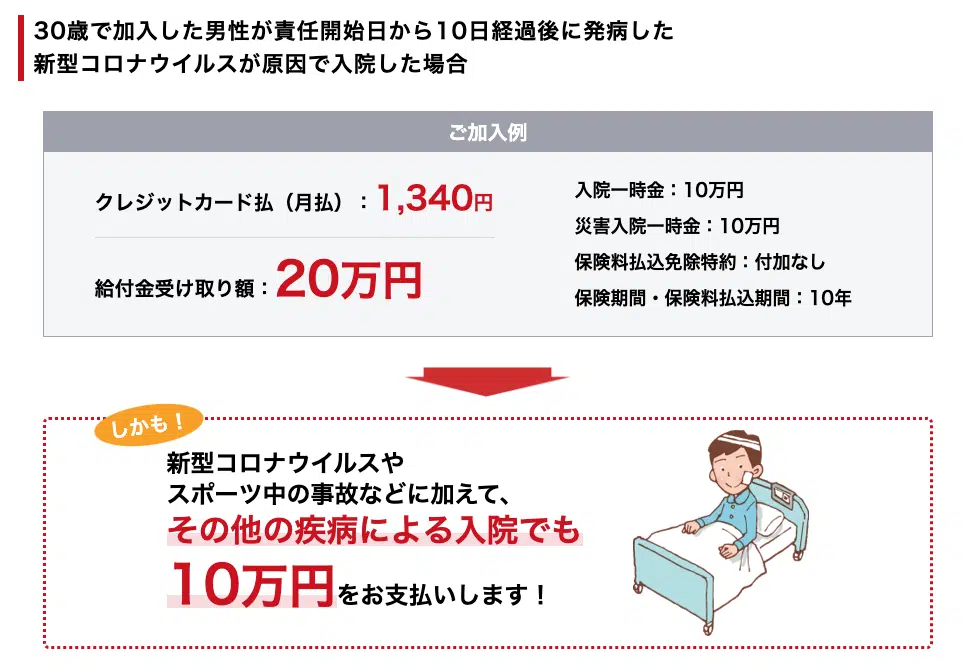 30歳で加入した男性が責任開始日から10日経過後に発病した
新型コロナウイルスが原因で入院した場合
ご加入例
クレジットカード払（月払）：1,340円
給付金受け取り額：20万円
入院一時金：10万円
災害入院一時金：10万円
保険料払込免除特約：付加なし
保険期間・保険料払込期間：10年
しかも！
新型コロナウイルスや
スポーツ中の事故などに加えて、
その他の疾病による入院でも
10万円をお支払いします！